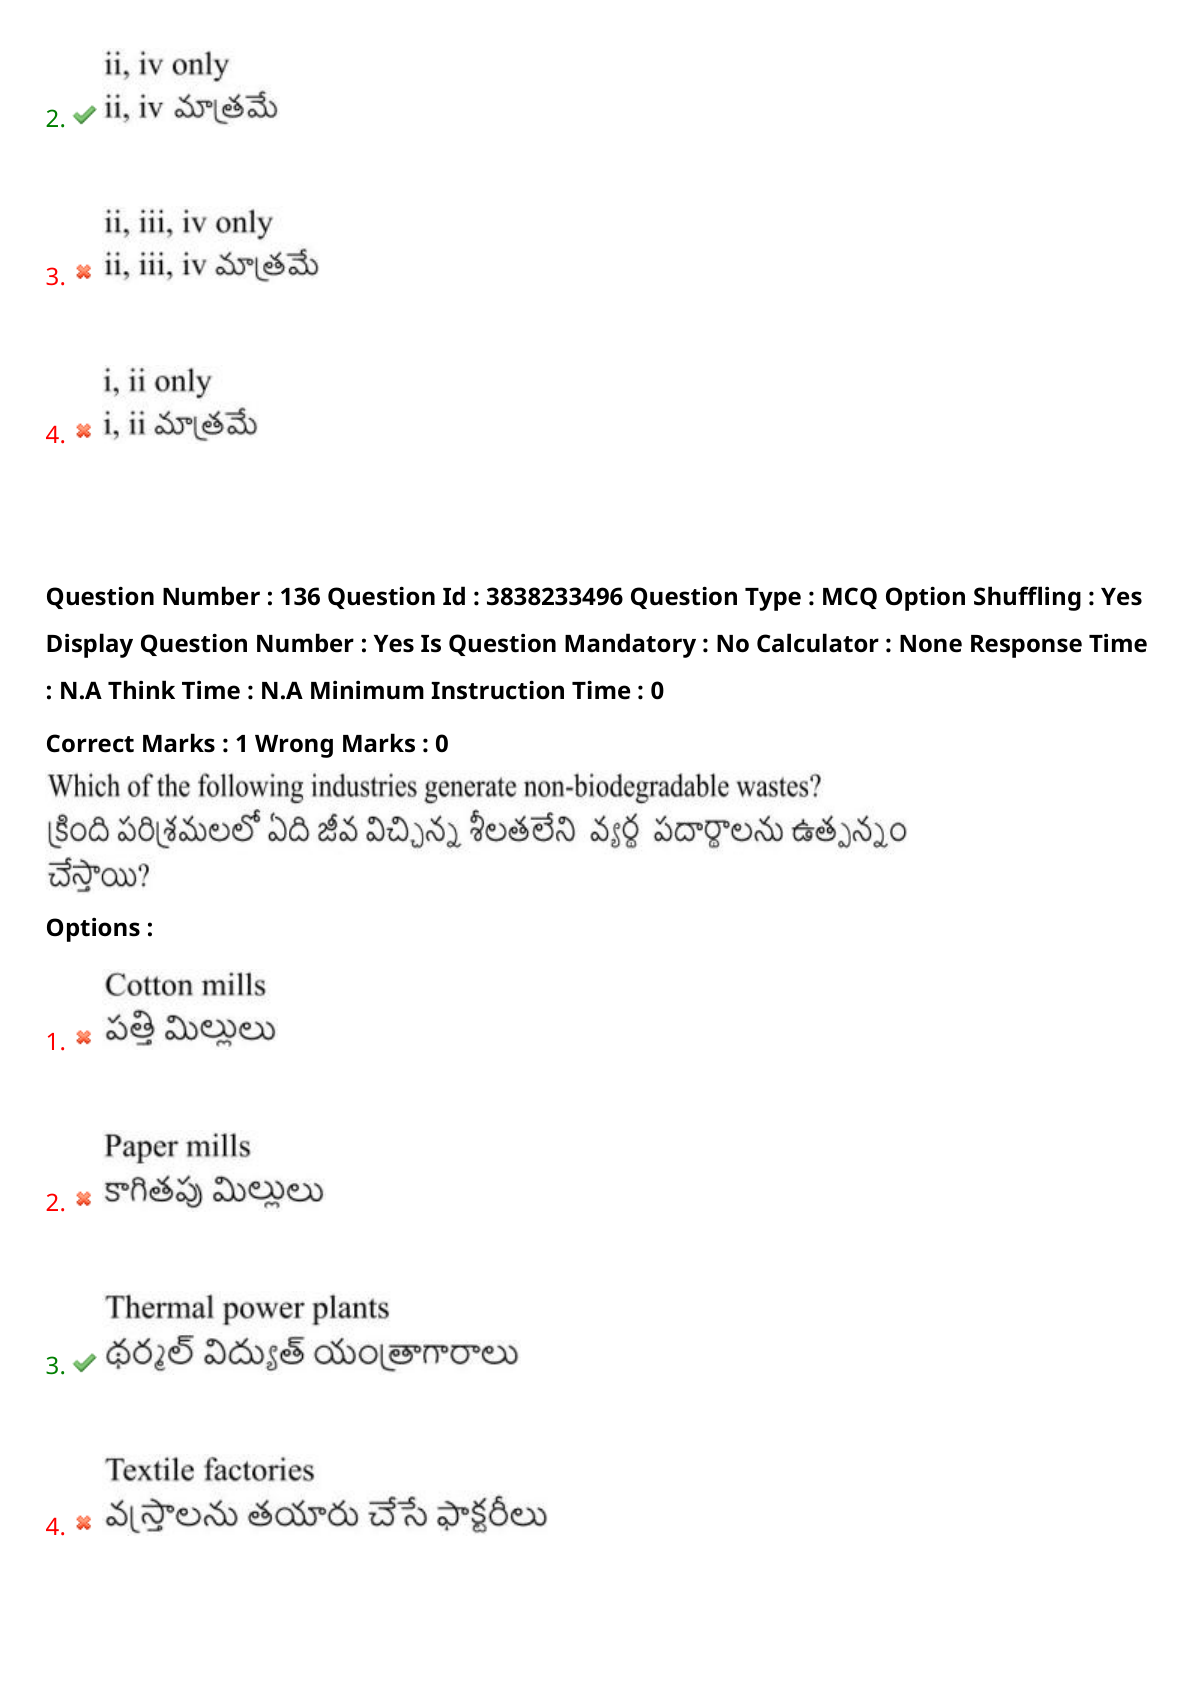 ii, iv only
2. ii, iv మాత్రమే
ii, iii, iv only
3. ii, iii, iv మాత్రమే
i, ii only
4. i, ii మాత్రమే
Question Number : 136 Question Id : 3838233496 Question Type : MCQ Option Shuffling : Yes
Display Question Number : Yes Is Question Mandatory : No Calculator : None Response Time
: N.A Think Time : N.A Minimum Instruction Time : 0
Correct Marks : 1 Wrong Marks : 0
Which of the following industries generate non-biodegradable wastes?
క్రింది పరిశ్రమలలో ఏది జీవ విచ్ఛిన్న శీలతలేని వ్యర్థ పదార్థాలను ఉత్పన్నం
చేస్తాయి?
Options :
Cotton mills
1. పత్తి మిల్లులు
Paper mills
2. కాగితపు మిల్లులు
Thermal power plants
3. థర్మల్ విద్యుత్ యంత్రాగారాలు
Textile factories
4. వస్త్రాలను తయారు చేసే ఫాక్టరీలు